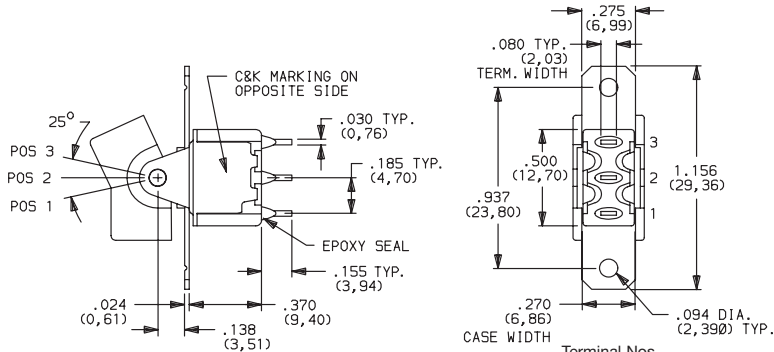 .275
(6,99)
.080 TYP.
(2,03)
TERM. WIDTH
C&K MARKING ON
OPPOSITE SIDE
.030 TYP.
(0,76)
25°
POS 3
POS 2
POS 1
.185 TYP.
(4,70)
EPOXY SEAL
.155 TYP.
(3,94)
.024
(0,61)
.370
(9,40)
.138
(3,51)
3
.500
(12,70)
2
1.156
(29,36)
.937
(23,80)
1
.270
(6,86)
CASE WIDTH
.094 DIA.
(2,39Ø) TYP.
Terminal Nos